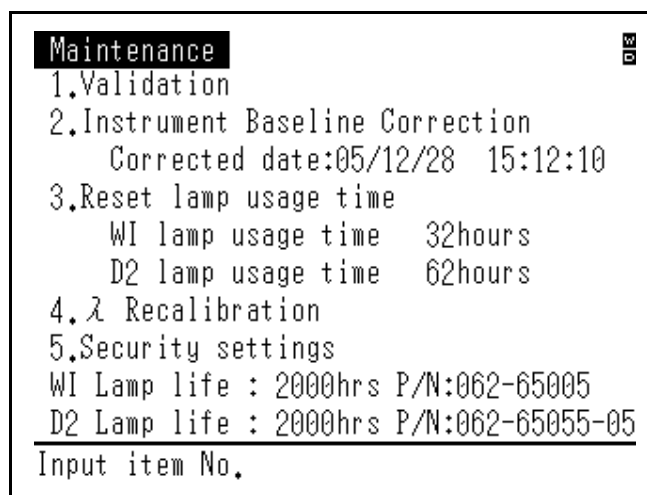 Maintenance
W
D
1.Validation
2.Instrument Baseline Correction
Corrected date:05/12/28 15:12:10
3.Reset lamp usage time
WI lamp usage time 32hours
D2 lamp usage time 62hours
4.λ Recalibration
5.Security settings
WI Lamp life : 2000hrs P/N:062-65005
D2 Lamp life : 2000hrs P/N:062-65055-05
Input item No.